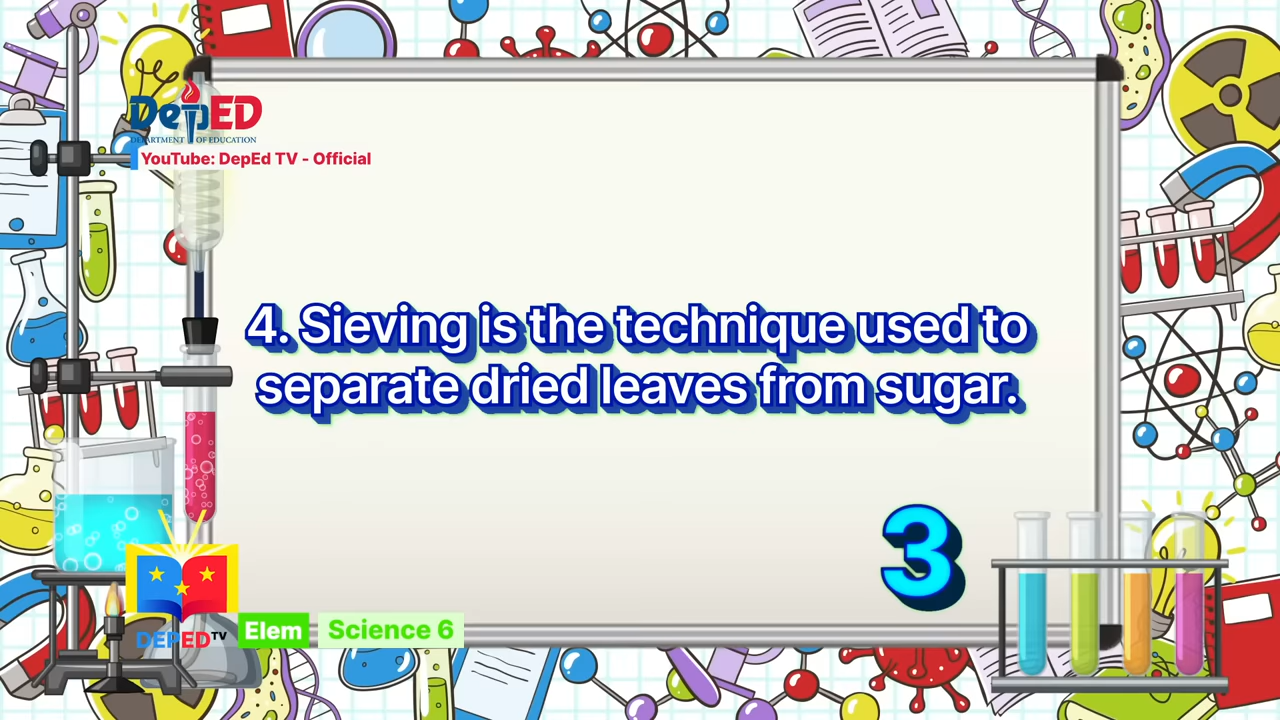 DepED
DEPARTMENT OF EDUCATION
YouTube: DepEd TV - Official
4. Sieving is the technique used to
separate dried leaves from sugar.
3
DEPED TV
Elem Science 6